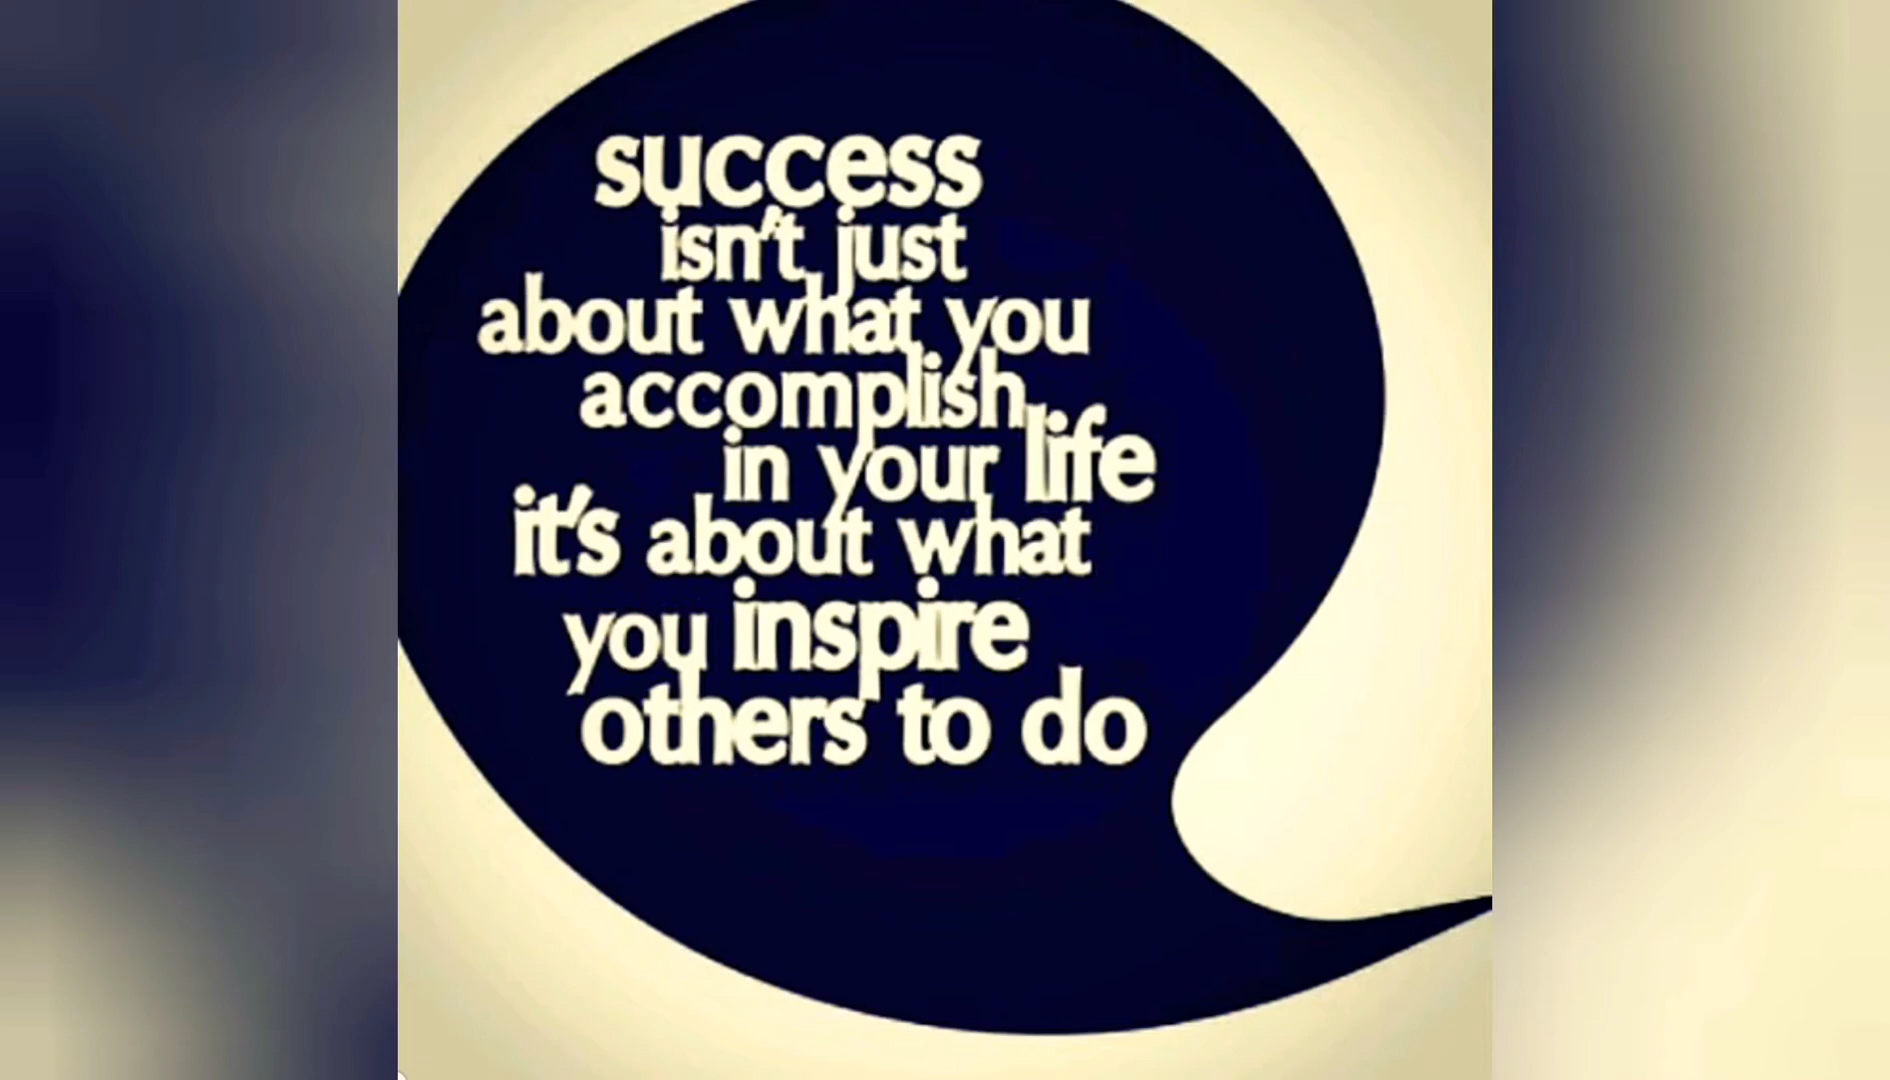 success
isn't just
about what you
accomplish
in your life
it's about what
you inspire
others to do